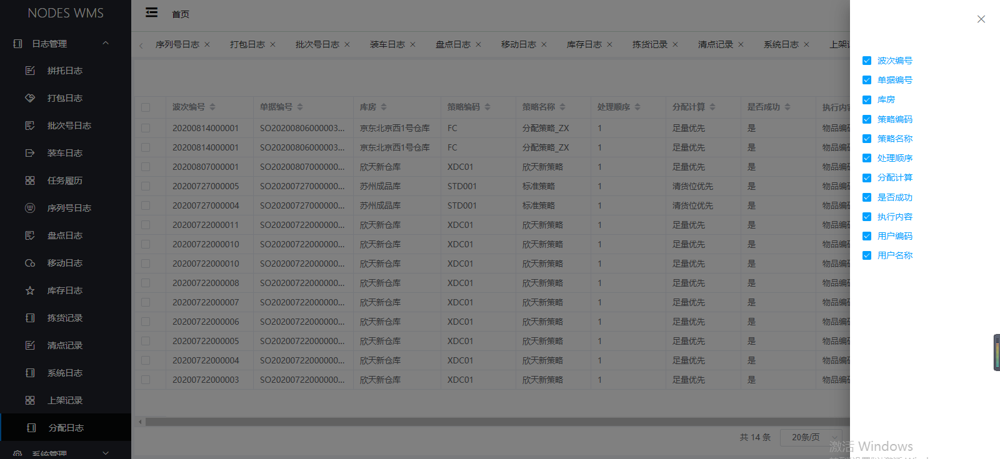 NODES WMS
日志管理
拼托日志
打包日志
批次号日志
装车日志
任务履历
序列号日志
盘点日志
移动日志
库存日志
拣货记录
清点记录
系统日志
上架记录
分配日志
系统管理
首页
序列号日志 打包日志 批次号日志 装车日志 盘点日志 移动日志 库存日志 拣货记录 清点记录 系统日志 上架
波次编号 单据编号 库房 策略编码 策略名称 处理顺序 分配计算 是否成功 执行内容
20200814000001 SO20200806000003... 京东北京西1号仓库 FC 分配策略_ZX 1 足量优先 是 物品编码
20200814000001 SO20200806000003... 京东北京西1号仓库 FC 分配策略_ZX 1 足量优先 是 物品编码
20200807000001 SO20200807000000... 欣天新仓库 XDC01 欣天新策略 1 足量优先 是 物品编码
20200727000005 SO20200727000000... 苏州成品库 STD001 标准策略 1 清货位优先 是 物品编码
20200727000004 SO20200727000000... 苏州成品库 STD001 标准策略 1 清货位优先 是 物品编码
20200722000011 SO20200722000000... 欣天新仓库 XDC01 欣天新策略 1 足量优先 是 物品编码
20200722000010 SO20200722000000... 欣天新仓库 XDC01 欣天新策略 1 足量优先 是 物品编码
20200722000010 SO20200722000000... 欣天新仓库 XDC01 欣天新策略 1 足量优先 是 物品编码
20200722000008 SO20200722000000... 欣天新仓库 XDC01 欣天新策略 1 足量优先 是 物品编码
20200722000007 SO20200722000000... 欣天新仓库 XDC01 欣天新策略 1 足量优先 是 物品编码
20200722000006 SO20200722000000... 欣天新仓库 XDC01 欣天新策略 1 足量优先 是 物品编码
20200722000005 SO20200722000000... 欣天新仓库 XDC01 欣天新策略 1 足量优先 是 物品编码
20200722000004 SO20200722000000... 欣天新仓库 XDC01 欣天新策略 1 足量优先 是 物品编码
20200722000003 SO20200722000000... 欣天新仓库 XDC01 欣天新策略 1 足量优先 是 物品编码
共 14 条 20条/页
波次编号
单据编号
库房
策略编码
策略名称
处理顺序
分配计算
是否成功
执行内容
用户编码
用户名称
激活 Windows